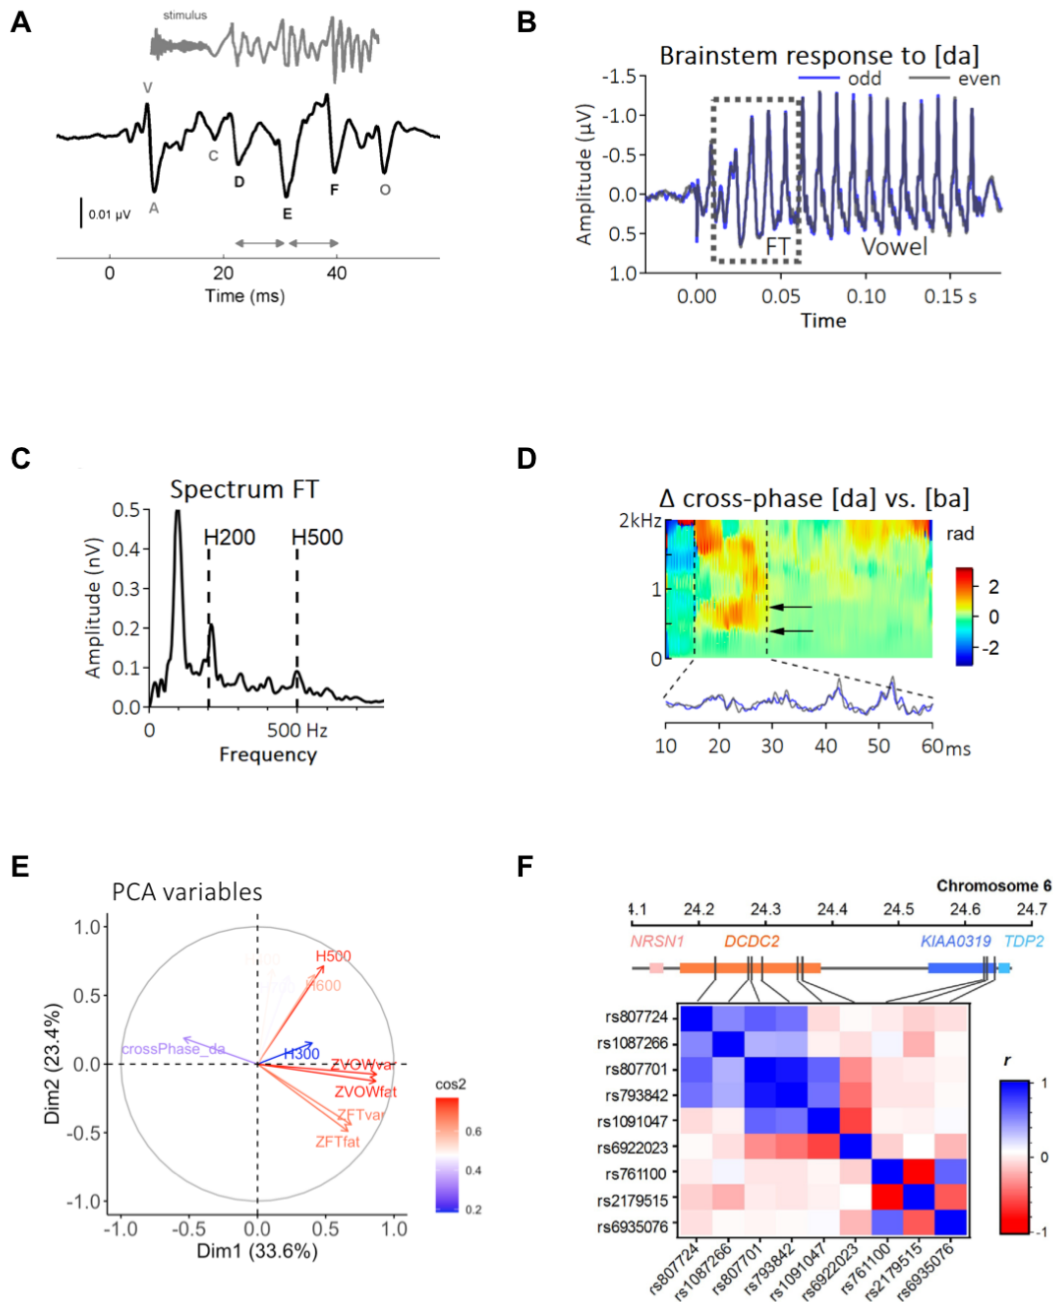 A
stimulus
V
C
D
F
O
A
E
0.01 µV
0 20 40
Time (ms)
B
Brainstem response to [da]
odd even
-1.5
-1.0
-0.5
0.0
0.5
1.0
Amplitude (µV)
FT Vowel
0.00 0.05 0.10 0.15 s
Time
C
Spectrum FT
0.5
0.4
0.3
0.2
0.1
0.0
Amplitude (nV)
H200 H500
0 500 Hz
Frequency
D
Δ cross-phase [da] vs. [ba]
2kHz
1
0
rad
2
0
-2
10 20 30 40 50 60 ms
E
PCA variables
1.0
0.5
0.0
-0.5
-1.0
Dim2 (23.4%)
H500
H600
H300
crossPhase_da
ZVOWvar
ZVOWfat
ZFTvar
ZFTfat
-1.0 -0.5 0.0 0.5 1.0
Dim1 (33.6%)
cos2
0.6
0.4
0.2
F
Chromosome 6
4.1 24.2 24.3 24.4 24.5 24.6 24.7
NRSN1 DCDC2 KIAA0319 TDP2
rs807724
rs1087266
rs807701
rs793842
rs1091047
rs6922023
rs761100
rs2179515
rs6935076
r
1
0
-1
rs807724 rs1087266 rs807701 rs793842 rs1091047 rs6922023 rs761100 rs2179515 rs6935076